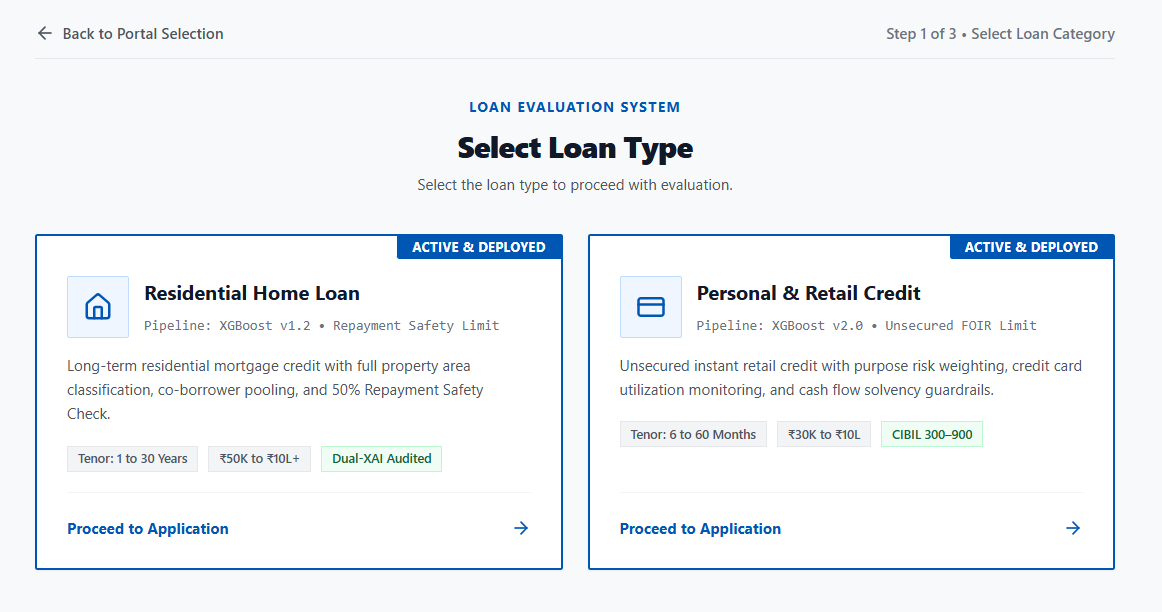 Back to Portal Selection
Step 1 of 3 • Select Loan Category
LOAN EVALUATION SYSTEM
Select Loan Type
Select the loan type to proceed with evaluation.
ACTIVE & DEPLOYED
Residential Home Loan
Pipeline: XGBoost v1.2 • Repayment Safety Limit
Long-term residential mortgage credit with full property area
classification, co-borrower pooling, and 50% Repayment Safety
Check.
Tenor: 1 to 30 Years
₹50K to ₹10L+
Dual-XAI Audited
Proceed to Application
ACTIVE & DEPLOYED
Personal & Retail Credit
Pipeline: XGBoost v2.0 • Unsecured FOIR Limit
Unsecured instant retail credit with purpose risk weighting, credit card
utilization monitoring, and cash flow solvency guardrails.
Tenor: 6 to 60 Months
₹30K to ₹10L
CIBIL 300–900
Proceed to Application